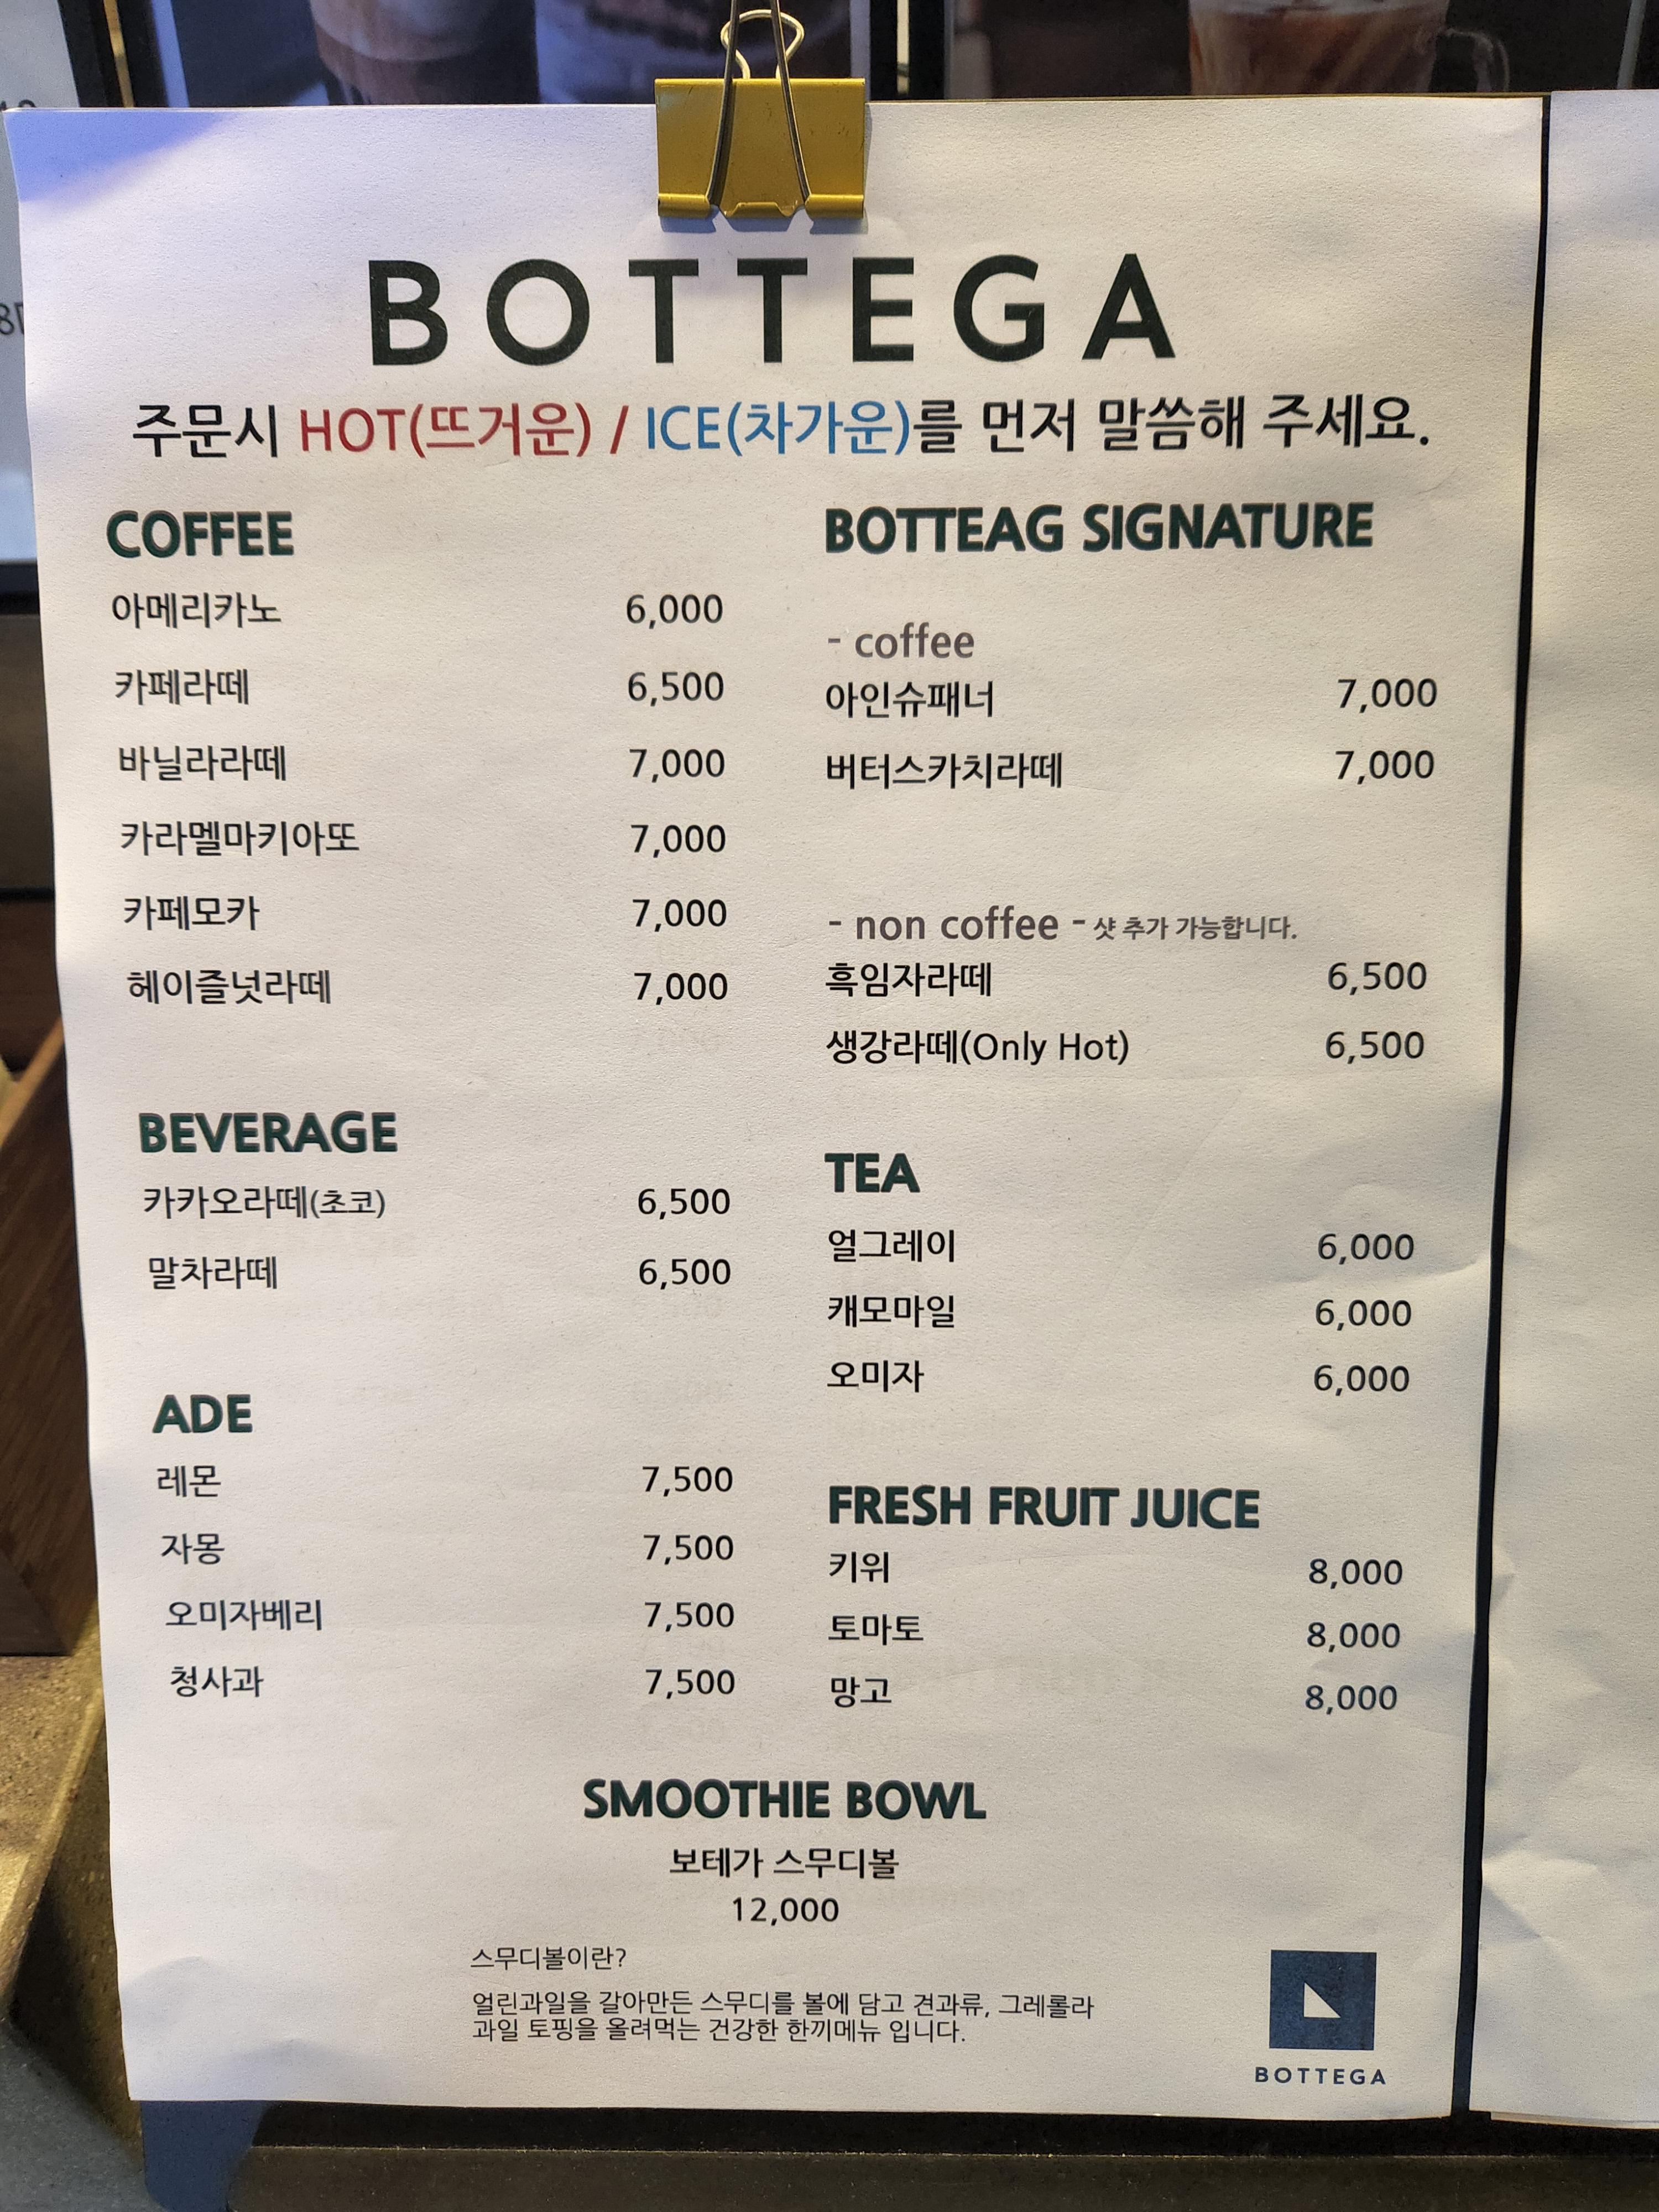 BOTTEGA
주문시 HOT(뜨거운) / ICE(차가운)를 먼저 말씀해 주세요.
COFFEE
아메리카노 6,000
카페라떼 6,500
바닐라라떼 7,000
카라멜마키아또 7,000
카페모카 7,000
헤이즐넛라떼 7,000
BEVERAGE
카카오라떼(초코) 6,500
말차라떼 6,500
ADE
레몬 7,500
자몽 7,500
오미자베리 7,500
청사과 7,500
BOTTEAG SIGNATURE
- coffee
아인슈패너 7,000
버터스카치라떼 7,000
- non coffee - 샷 추가 가능합니다.
흑임자라떼 6,500
생강라떼(Only Hot) 6,500
TEA
얼그레이 6,000
캐모마일 6,000
오미자 6,000
FRESH FRUIT JUICE
키위 8,000
토마토 8,000
망고 8,000
SMOOTHIE BOWL
보테가 스무디볼
12,000
스무디볼이란?
얼린과일을 갈아만든 스무디를 볼에 담고 견과류, 그레롤라
과일 토핑을 올려먹는 건강한 한끼메뉴 입니다.
BOTTEGA